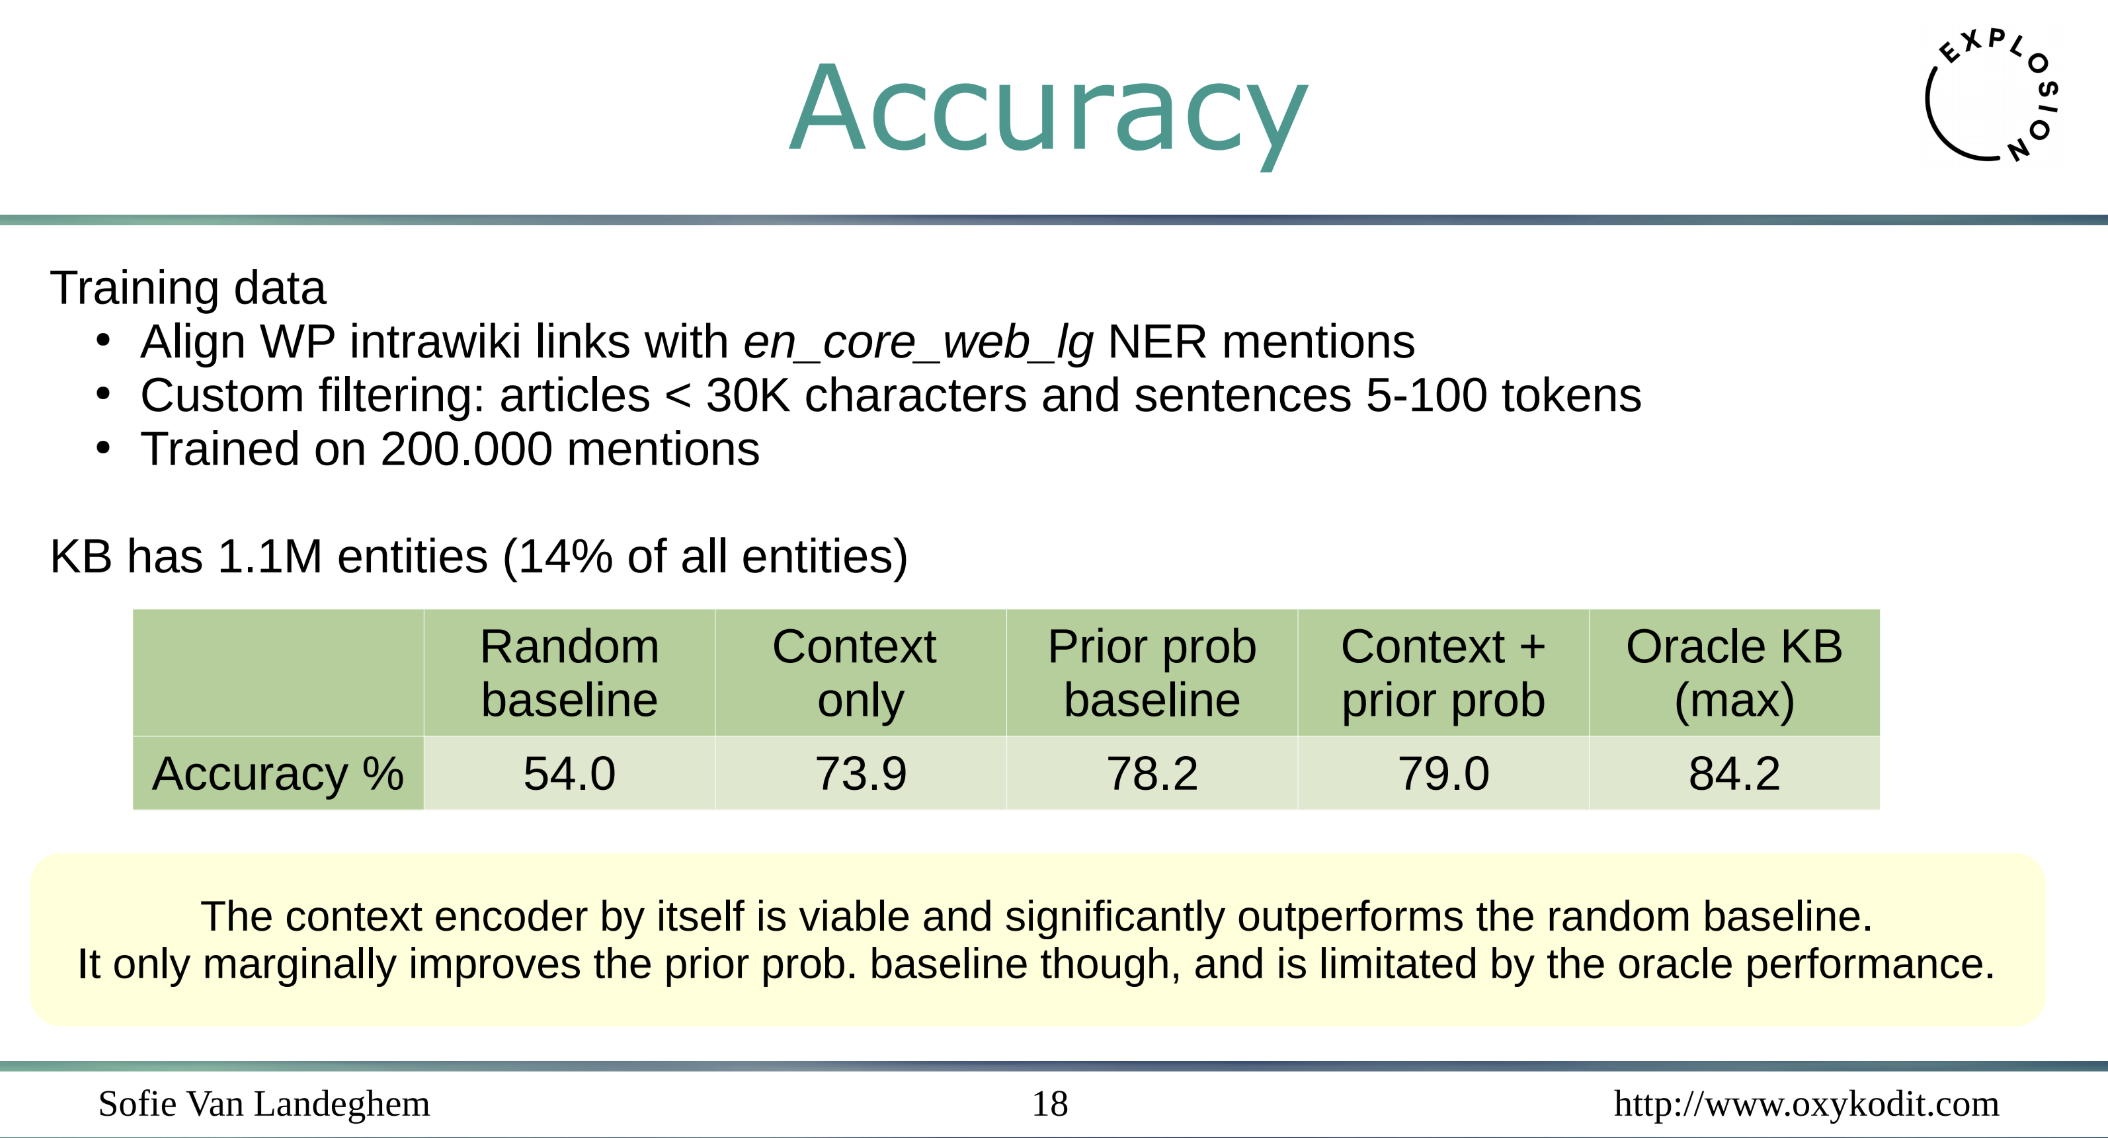 Accuracy
EXPLOSION
Training data
• Align WP intrawiki links with en_core_web_lg NER mentions
• Custom filtering: articles < 30K characters and sentences 5-100 tokens
• Trained on 200.000 mentions
KB has 1.1M entities (14% of all entities)
Random baseline
Context only
Prior prob baseline
Context + prior prob
Oracle KB (max)
Accuracy % 54.0 73.9 78.2 79.0 84.2
The context encoder by itself is viable and significantly outperforms the random baseline.
It only marginally improves the prior prob. baseline though, and is limitated by the oracle performance.
Sofie Van Landeghem 18 http://www.oxykodit.com